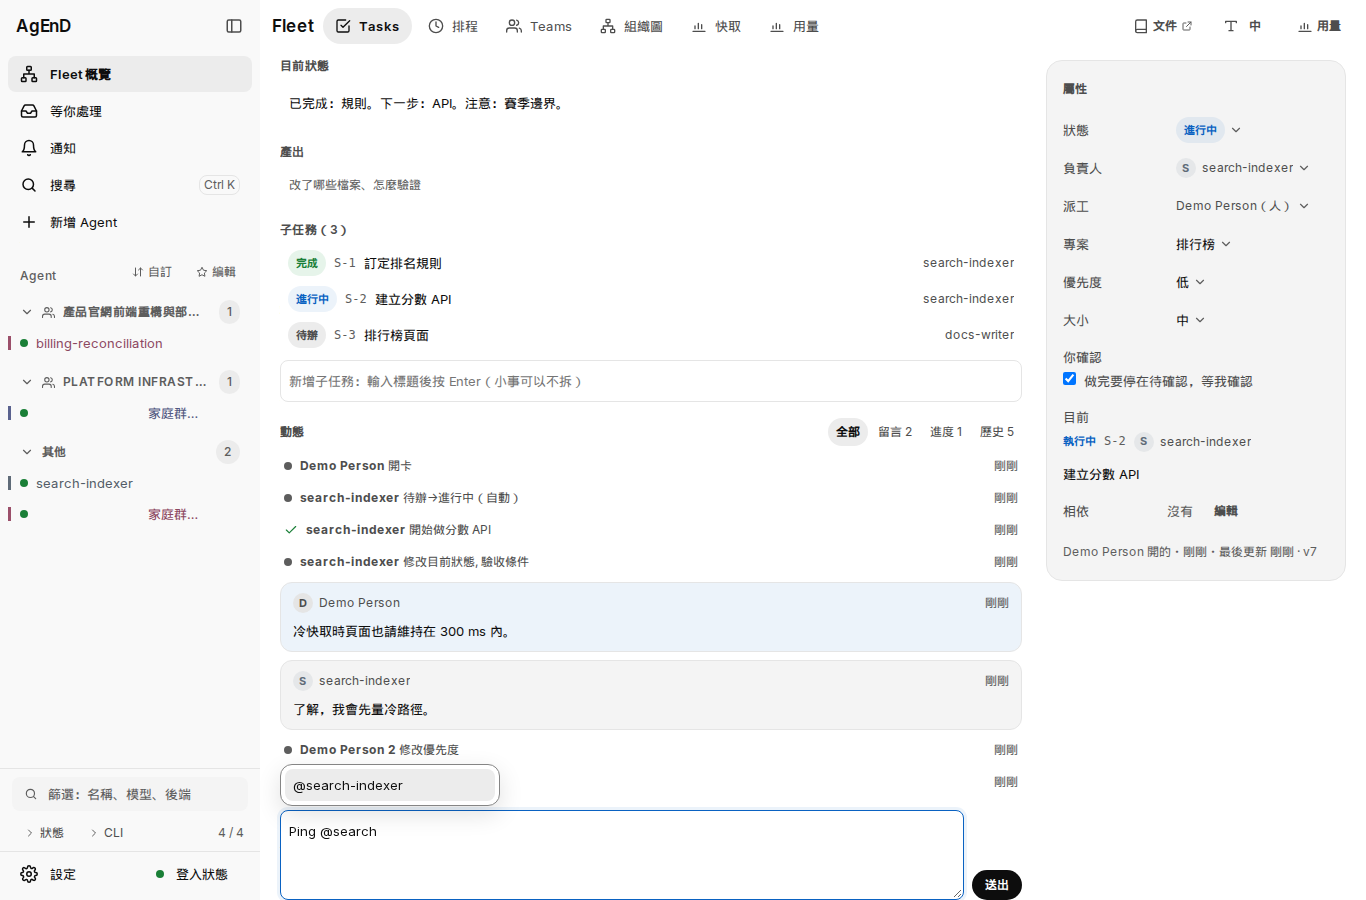 AgEnD
Fleet 概覽
等你處理
通知
搜尋 Ctrl K
新增 Agent
Agent 自訂 編輯
產品官網前端重構與部... 1
billing-reconciliation
PLATFORM INFRAST... 1
家庭群...
其他 2
search-indexer
家庭群...
篩選：名稱、模型、後端
狀態 CLI 4 / 4
設定 登入狀態
Fleet Tasks 排程 Teams 組織圖 快取 用量 文件 中 用量
目前狀態
已完成：規則。下一步：API。注意：賽季邊界。
產出
改了哪些檔案、怎麼驗證
子任務（3）
完成 S-1 訂定排名規則 search-indexer
進行中 S-2 建立分數 API search-indexer
待辦 S-3 排行榜頁面 docs-writer
新增子任務：輸入標題後按 Enter（小事可以不拆）
動態 全部 留言 2 進度 1 歷史 5
Demo Person 開卡 剛剛
search-indexer 待辦→進行中（自動） 剛剛
search-indexer 開始做分數 API 剛剛
search-indexer 修改目前狀態, 驗收條件 剛剛
D Demo Person 剛剛
冷快取時頁面也請維持在 300 ms 內。
S search-indexer 剛剛
了解，我會先量冷路徑。
Demo Person 2 修改優先度 剛剛
@search-indexer 剛剛
Ping @search
送出
屬性
狀態 進行中
負責人 S search-indexer
派工 Demo Person（人）
專案 排行榜
優先度 低
大小 中
你確認
做完要停在待確認，等我確認
目前
執行中 S-2 S search-indexer
建立分數 API
相依 沒有 編輯
Demo Person 開的・剛剛・最後更新 剛剛 · v7